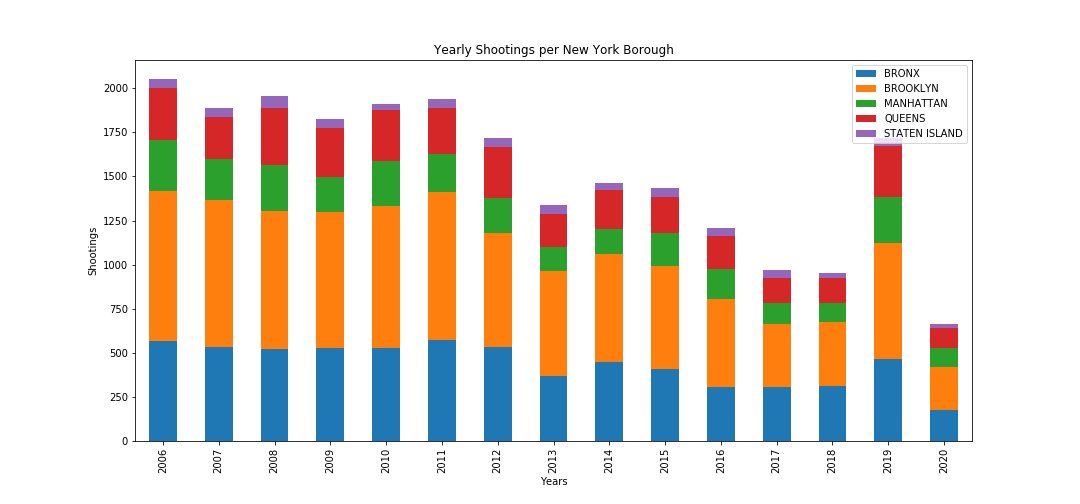 Yearly Shootings per New York Borough
BRONX
BROOKLYN
MANHATTAN
QUEENS
STATEN ISLAND
2000
1750
1500
1250
1000
750
500
250
0
Shootings
2006 2007 2008 2009 2010 2011 2012 2013 2014 2015 2016 2017 2018 2019 2020
Years